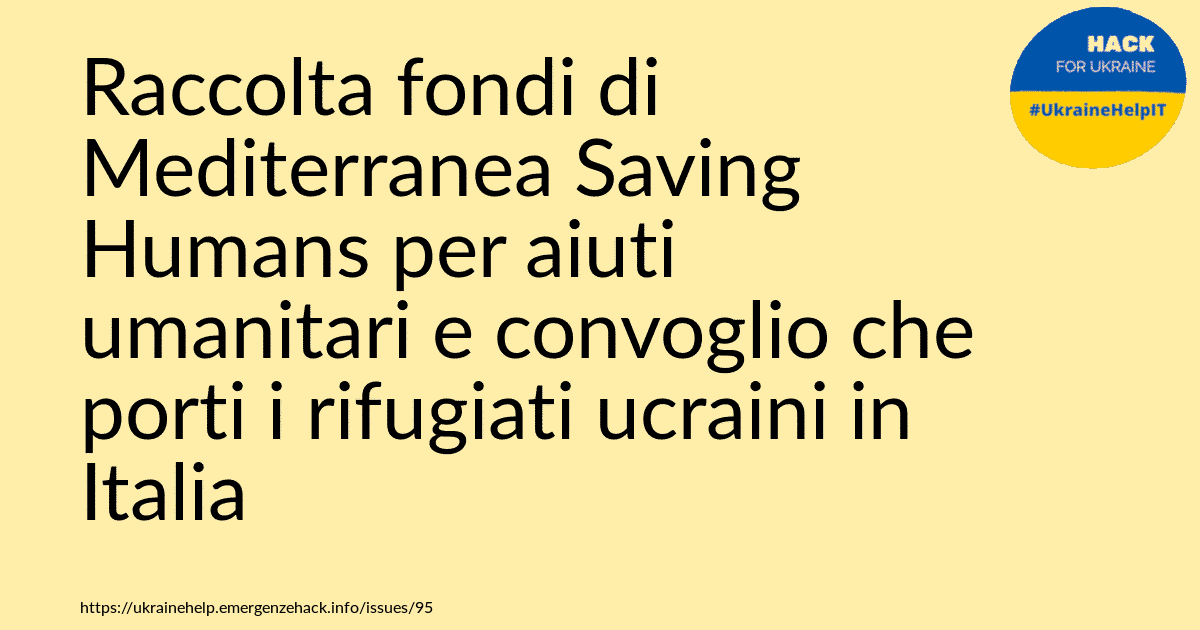 Raccolta fondi di
Mediterranea Saving
Humans per aiuti
umanitari e convoglio che
porti i rifugiati ucraini in
Italia
HACK
FOR UKRAINE
#UkraineHelpIT
https://ukrainehelp.emergenzehack.info/issues/95